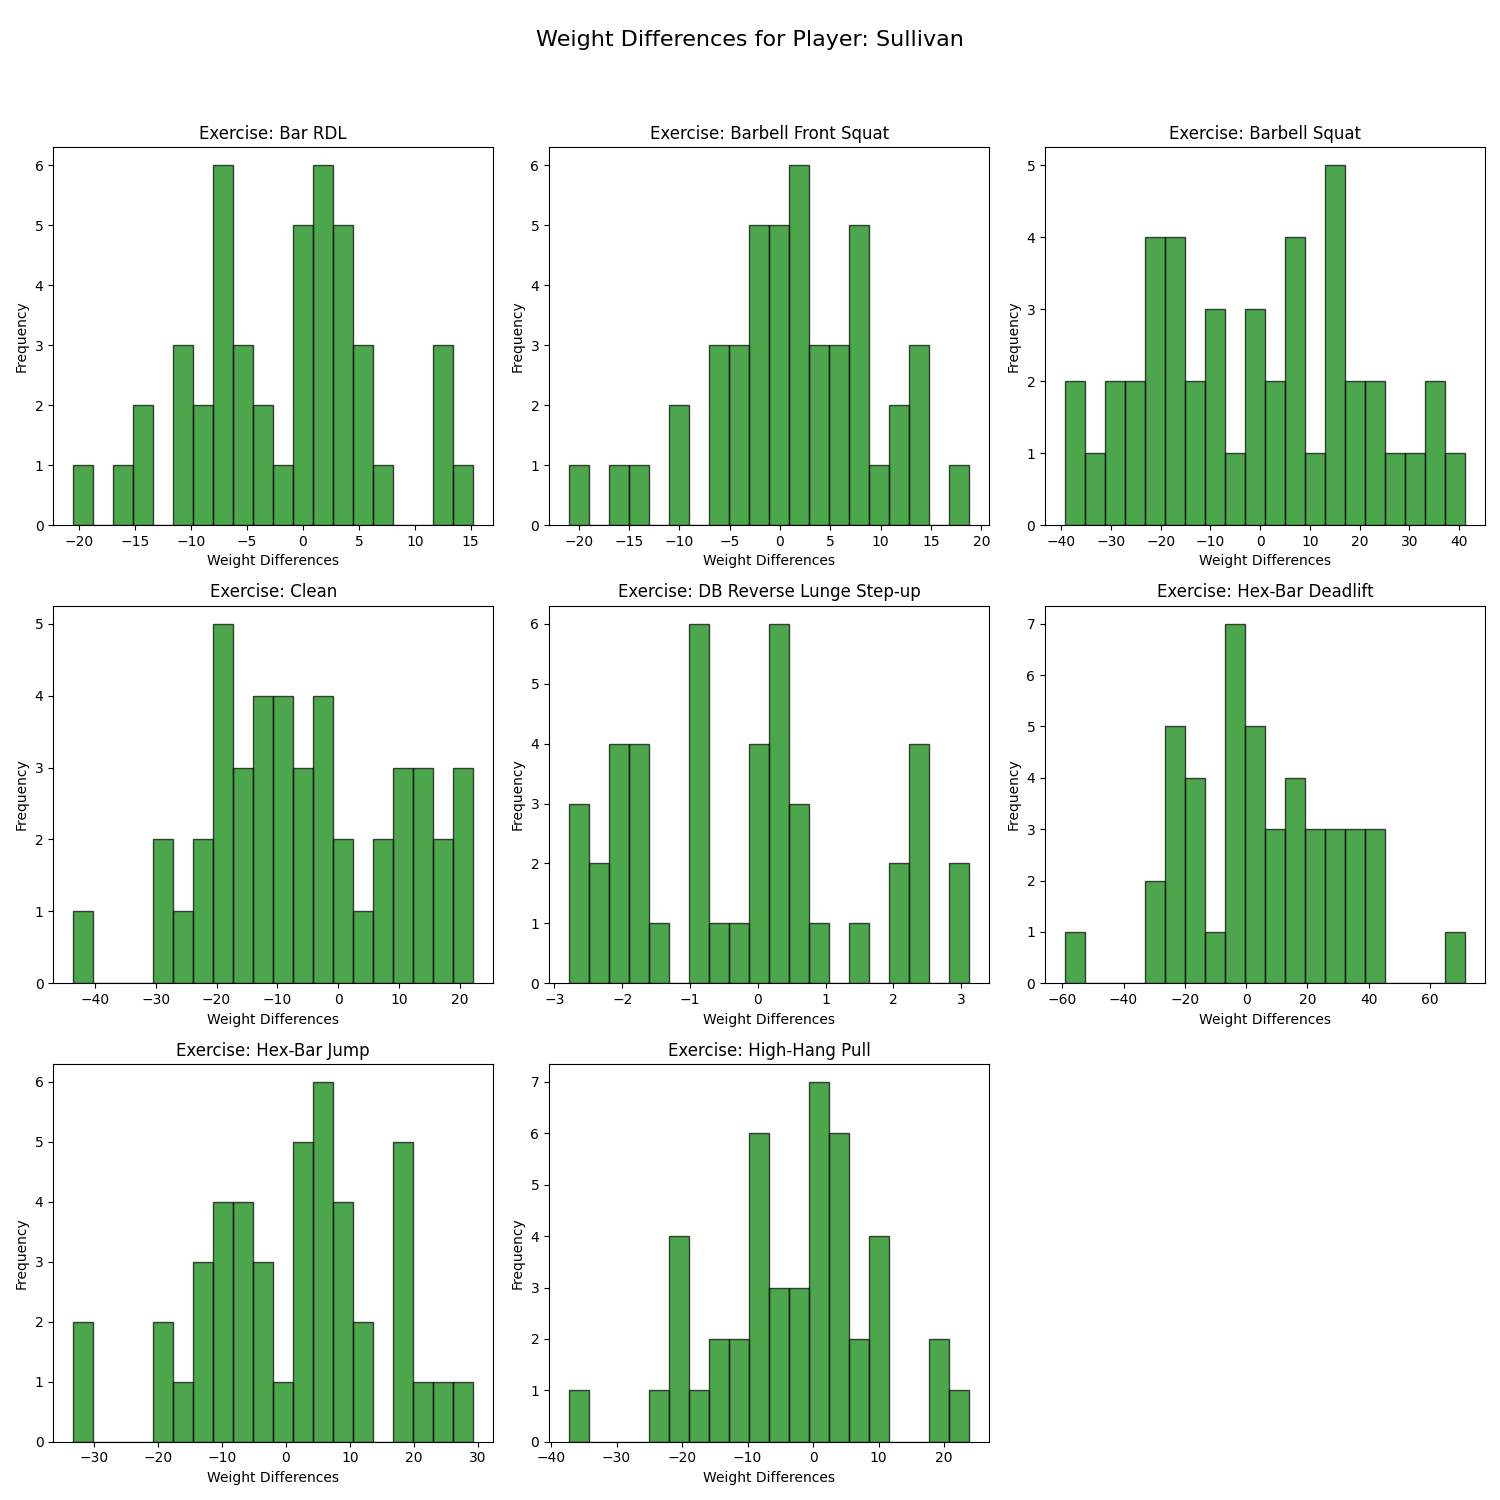 Weight Differences for Player: Sullivan
Exercise: Bar RDL
6
5
4
3
2
1
0
Frequency
−20 −15 −10 −5 0 5 10 15
Weight Differences
Exercise: Barbell Front Squat
6
5
4
3
2
1
0
Frequency
−20 −15 −10 −5 0 5 10 15 20
Weight Differences
Exercise: Barbell Squat
5
4
3
2
1
0
Frequency
−40 −30 −20 −10 0 10 20 30 40
Weight Differences
Exercise: Clean
5
4
3
2
1
0
Frequency
−40 −30 −20 −10 0 10 20
Weight Differences
Exercise: DB Reverse Lunge Step-up
6
5
4
3
2
1
0
Frequency
−3 −2 −1 0 1 2 3
Weight Differences
Exercise: Hex-Bar Deadlift
7
6
5
4
3
2
1
0
Frequency
−60 −40 −20 0 20 40 60
Weight Differences
Exercise: Hex-Bar Jump
6
5
4
3
2
1
0
Frequency
−30 −20 −10 0 10 20 30
Weight Differences
Exercise: High-Hang Pull
7
6
5
4
3
2
1
0
Frequency
−40 −30 −20 −10 0 10 20
Weight Differences